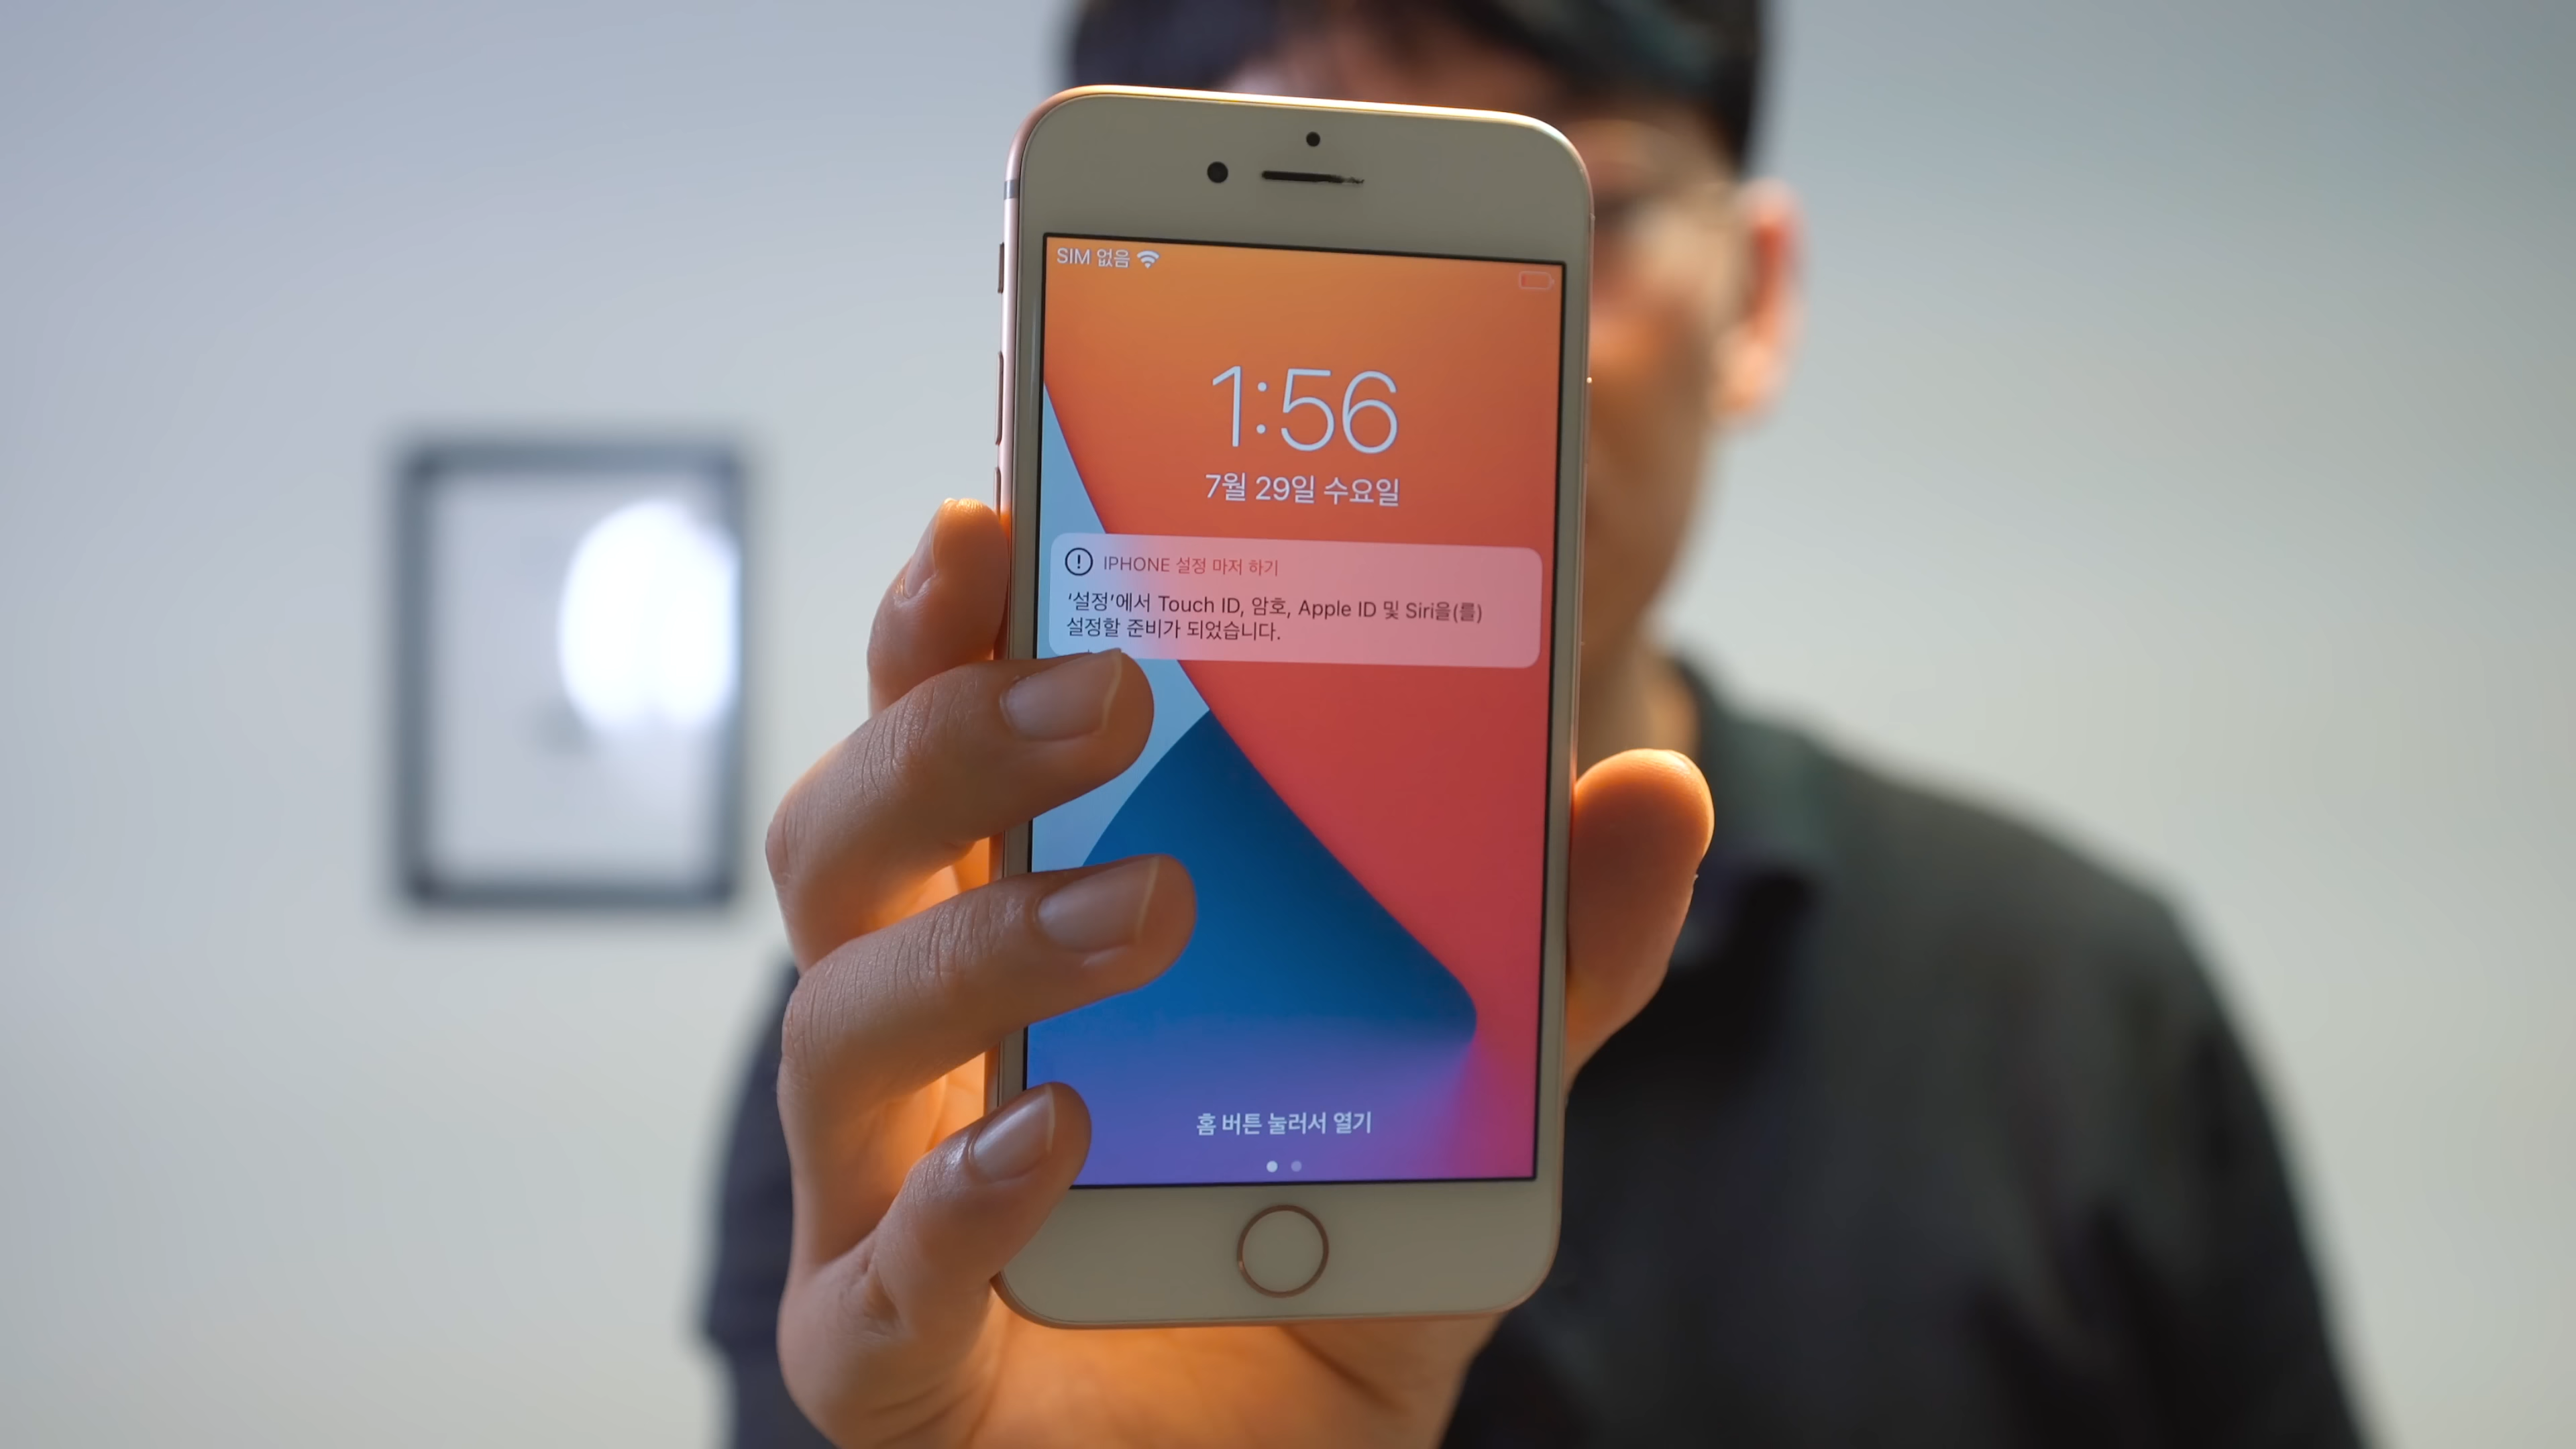 SIM 없음
1:56
7월 29일 수요일
IPHONE 설정 마저 하기
‘설정’에서 Touch ID, 암호, Apple ID 및 Siri을(를)
설정할 준비가 되었습니다.
홈 버튼 눌러서 열기